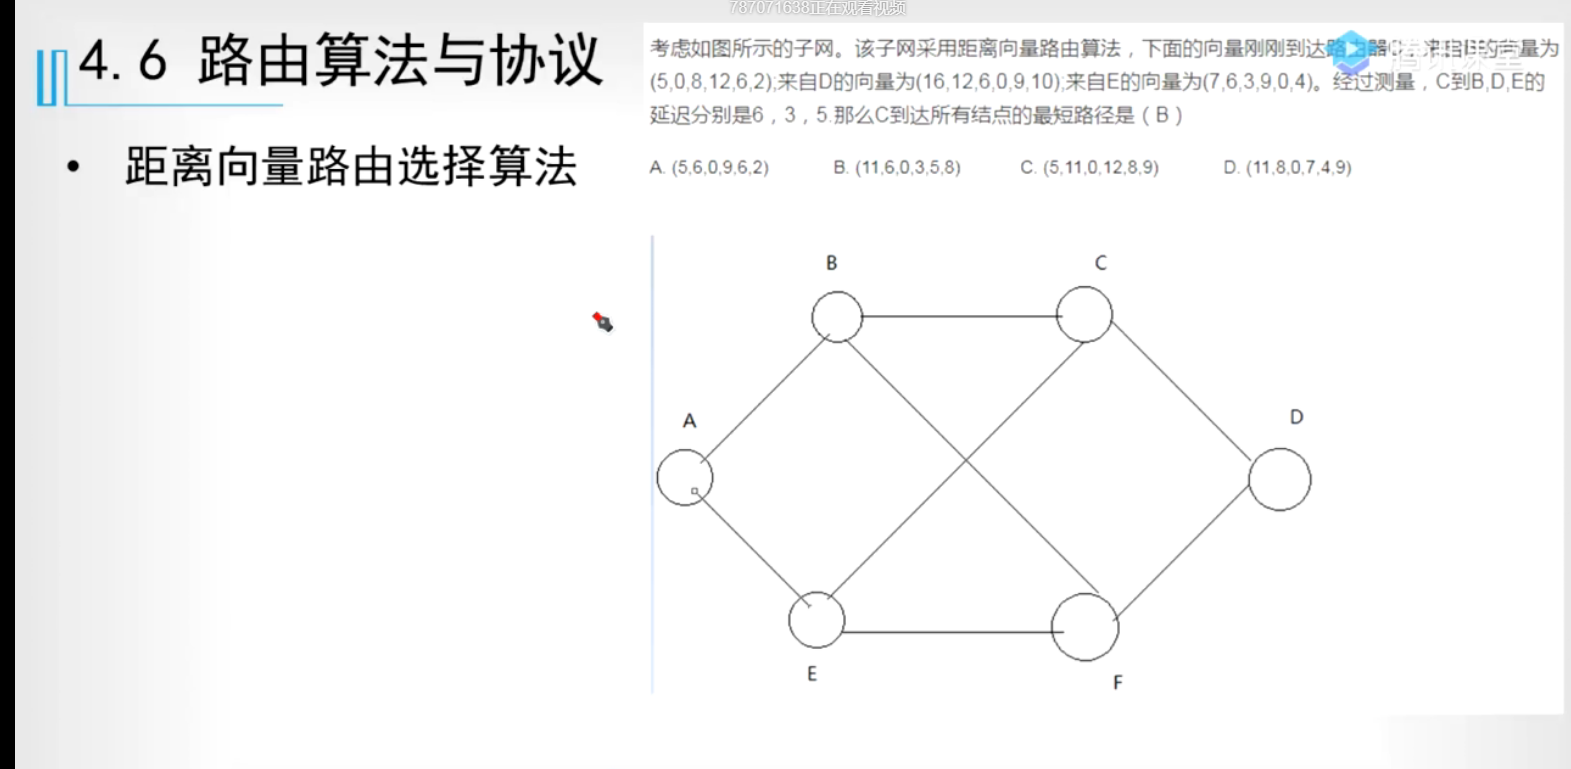 787071638正在观看视频
4.6 路由算法与协议
• 距离向量路由选择算法
考虑如图所示的子网。该子网采用距离向量路由算法，下面的向量刚刚到达路由器 来自B的向量为
(5,0,8,12,6,2);来自D的向量为(16,12,6,0,9,10);来自E的向量为(7,6,3,9,0,4)。经过测量，C到B,D,E的
延迟分别是6，3，5.那么C到达所有结点的最短路径是（B）
A. (5,6,0,9,6,2) B. (11,6,0,3,5,8) C. (5,11,0,12,8,9) D. (11,8,0,7,4,9)
腾讯课堂
B
C
A
D
E
F